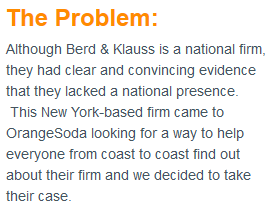 The Problem:
Although Berd & Klauss is a national firm,
they had clear and convincing evidence
that they lacked a national presence.
This New York-based firm came to
OrangeSoda looking for a way to help
everyone from coast to coast find out
about their firm and we decided to take
their case.